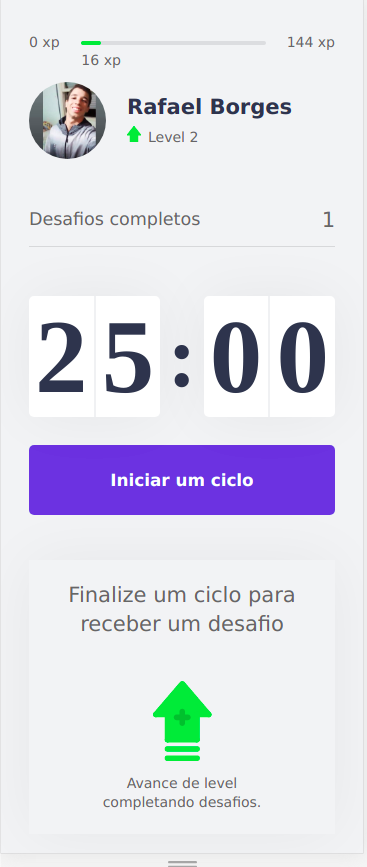 0 xp 144 xp
16 xp
Rafael Borges
Level 2
Desafios completos 1
25:00
Iniciar um ciclo
Finalize um ciclo para
receber um desafio
Avance de level
completando desafios.